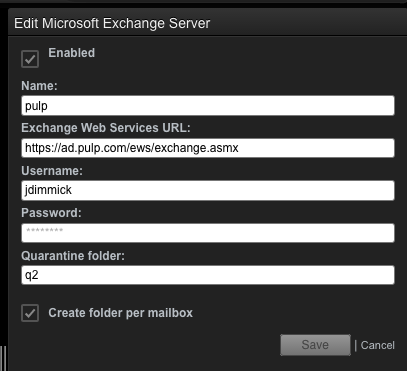 Edit Microsoft Exchange Server
Enabled
Name:
pulp
Exchange Web Services URL:
https://ad.pulp.com/ews/exchange.asmx
Username:
jdimmick
Password:
********
Quarantine folder:
q2
Create folder per mailbox
Save | Cancel